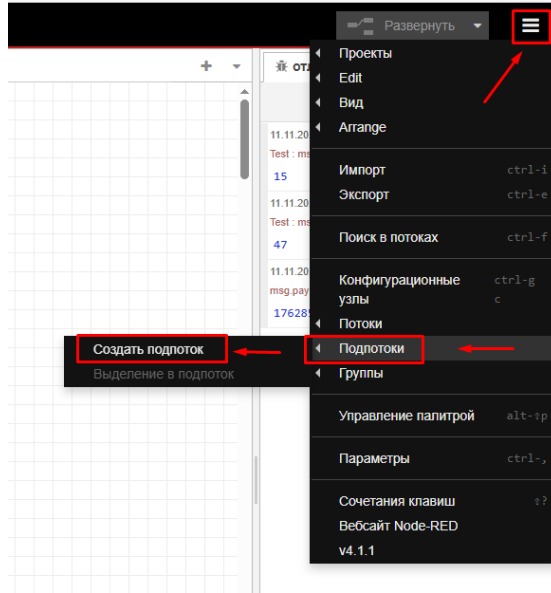 Развернуть
Проекты
Edit
Вид
Arrange
Импорт ctrl-i
Экспорт ctrl-e
Поиск в потоках ctrl-f
Конфигурационные ctrl-g
узлы c
Потоки
Подпотоки
Группы
Управление палитрой alt-⇧p
Параметры ctrl-,
Сочетания клавиш ⇧?
Вебсайт Node-RED
v4.1.1
Создать подпоток
Выделение в подпоток
11.11.20
Test : ms
15
11.11.20
Test : ms
47
11.11.20
msg.pay
17628